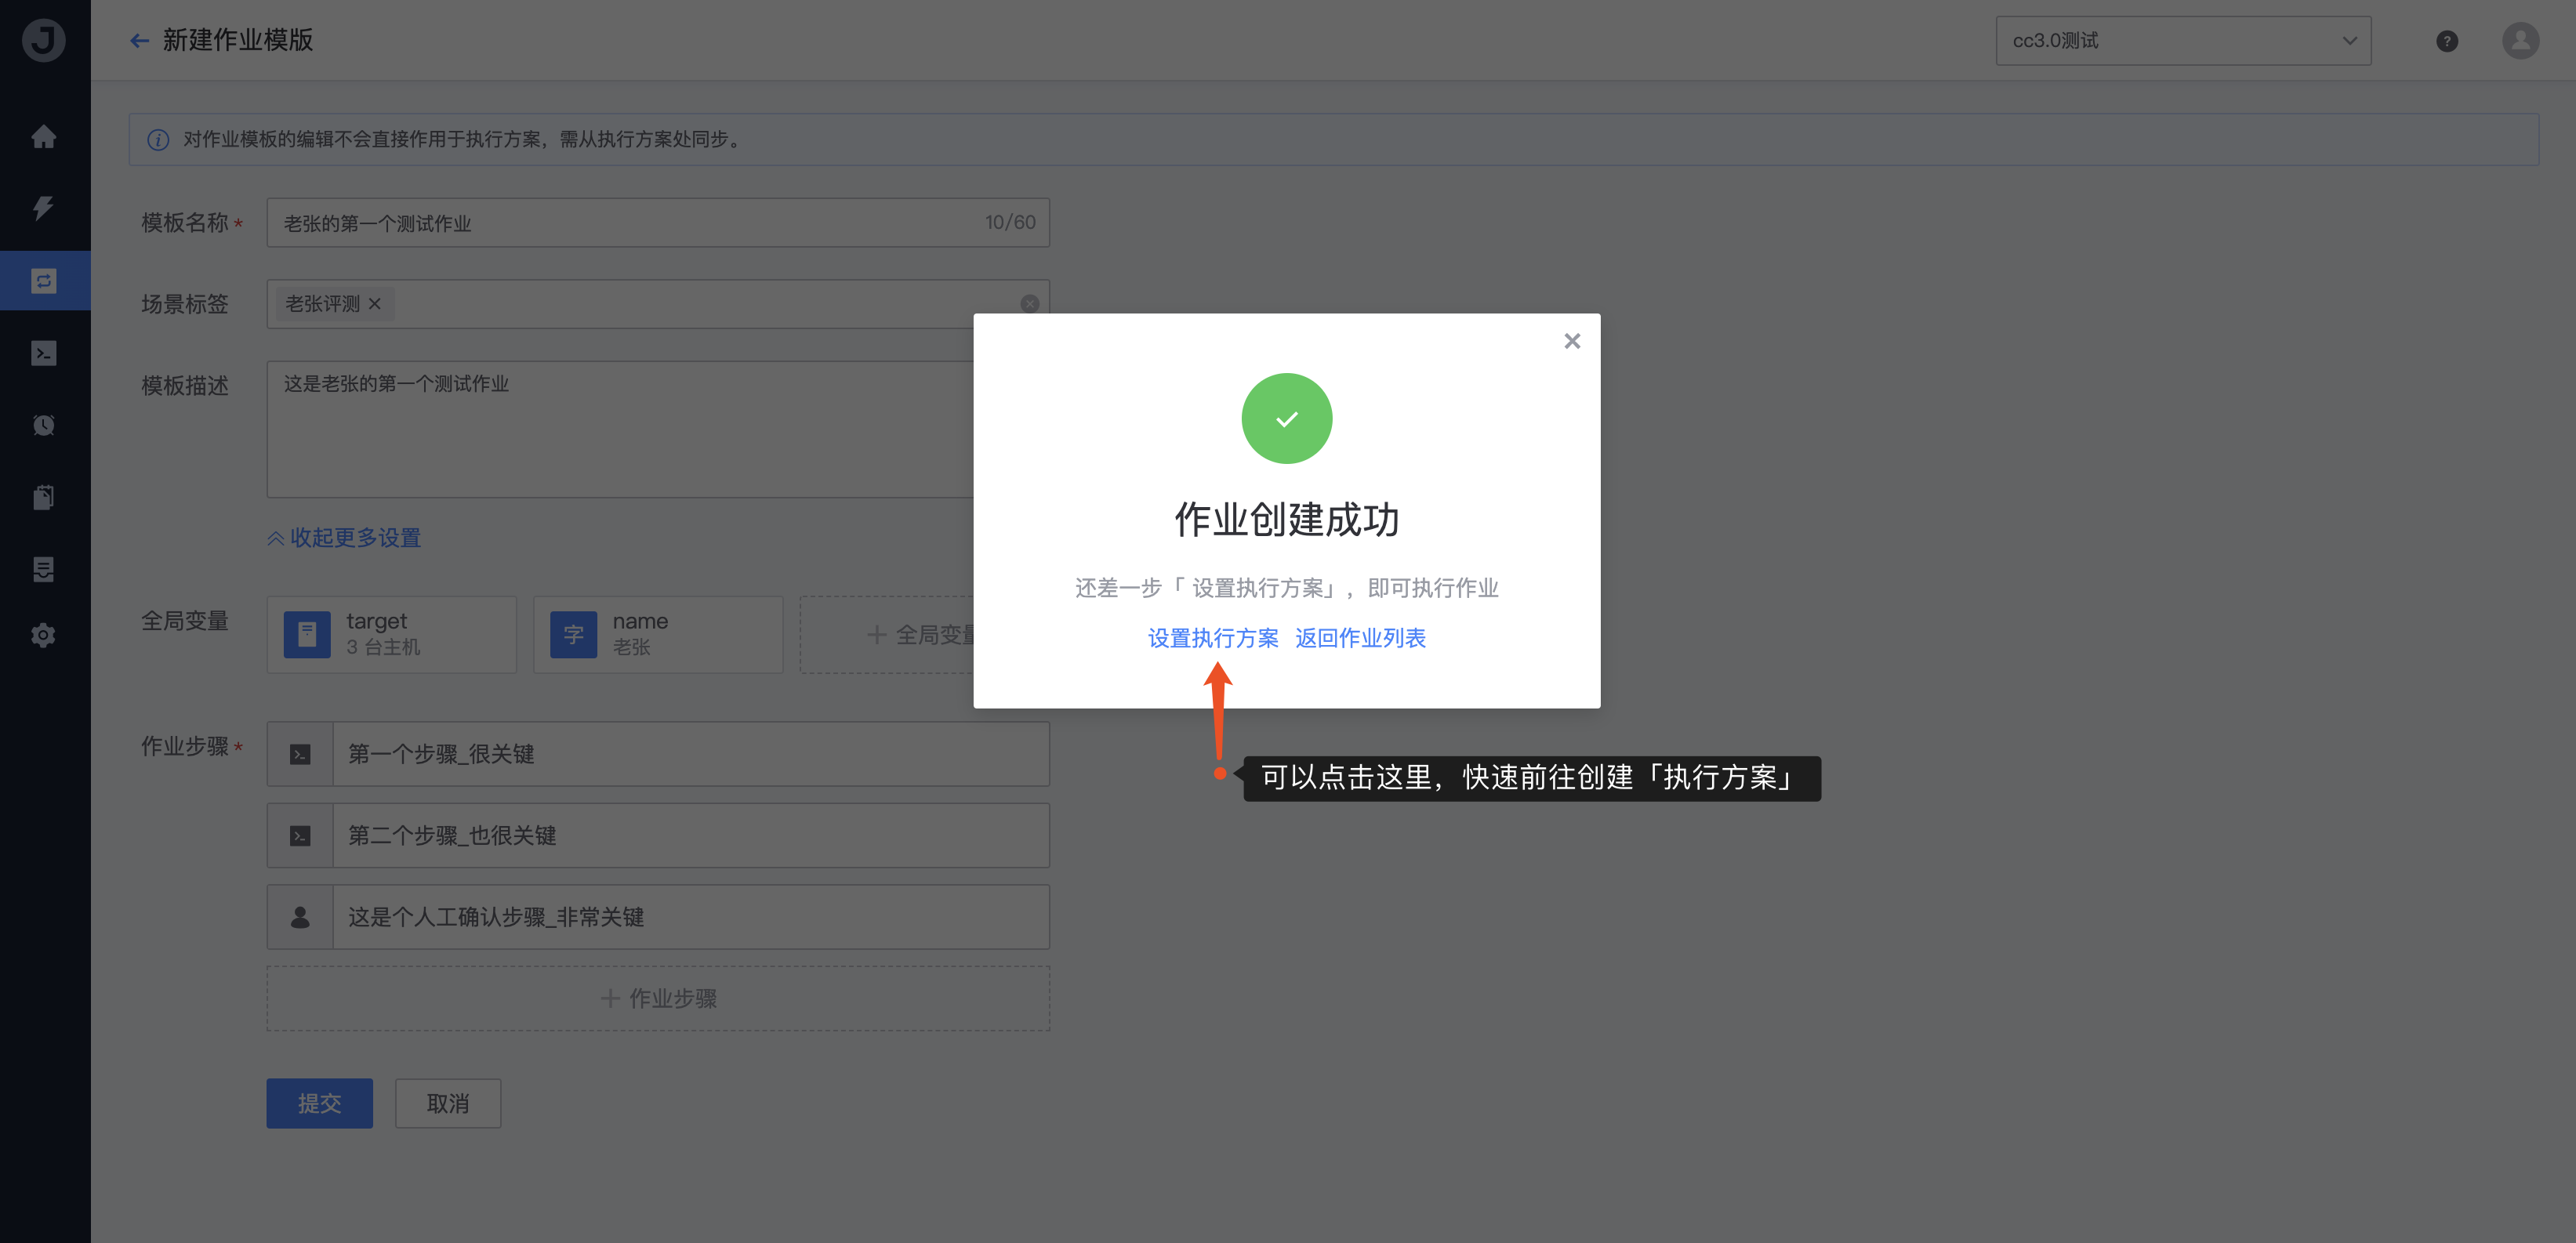 新建作业模版
cc3.0测试
对作业模板的编辑不会直接作用于执行方案，需从执行方案处同步。
模板名称 *
老张的第一个测试作业
10/60
场景标签
老张评测
模板描述
这是老张的第一个测试作业
收起更多设置
全局变量
target
3 台主机
字
name
老张
全局变量
作业步骤 *
第一个步骤_很关键
第二个步骤_也很关键
这是个人工确认步骤_非常关键
作业步骤
提交
取消
作业创建成功
还差一步「 设置执行方案」，即可执行作业
设置执行方案 返回作业列表
可以点击这里，快速前往创建「执行方案」